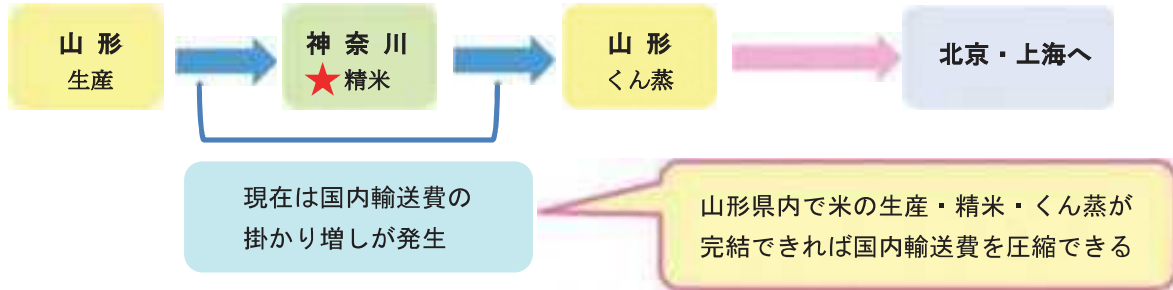 山形
生産
神奈川
★精米
山形
くん蒸
北京・上海へ
現在は国内輸送費の
掛かり増しが発生
山形県内で米の生産・精米・くん蒸が
完結できれば国内輸送費を圧縮できる